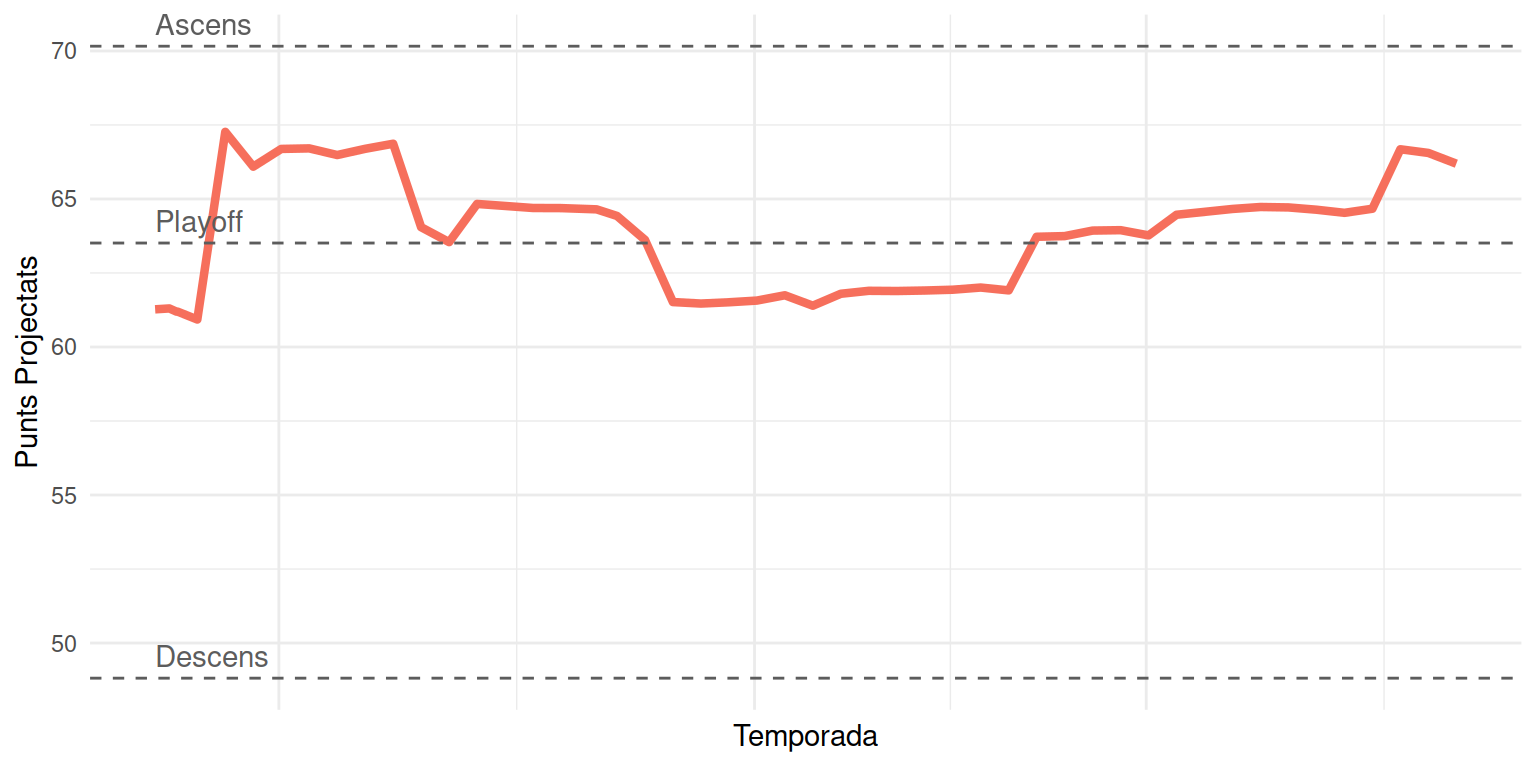 Ascens
70
65
Playoff
60
55
50
Descens
Punts Projectats
Temporada